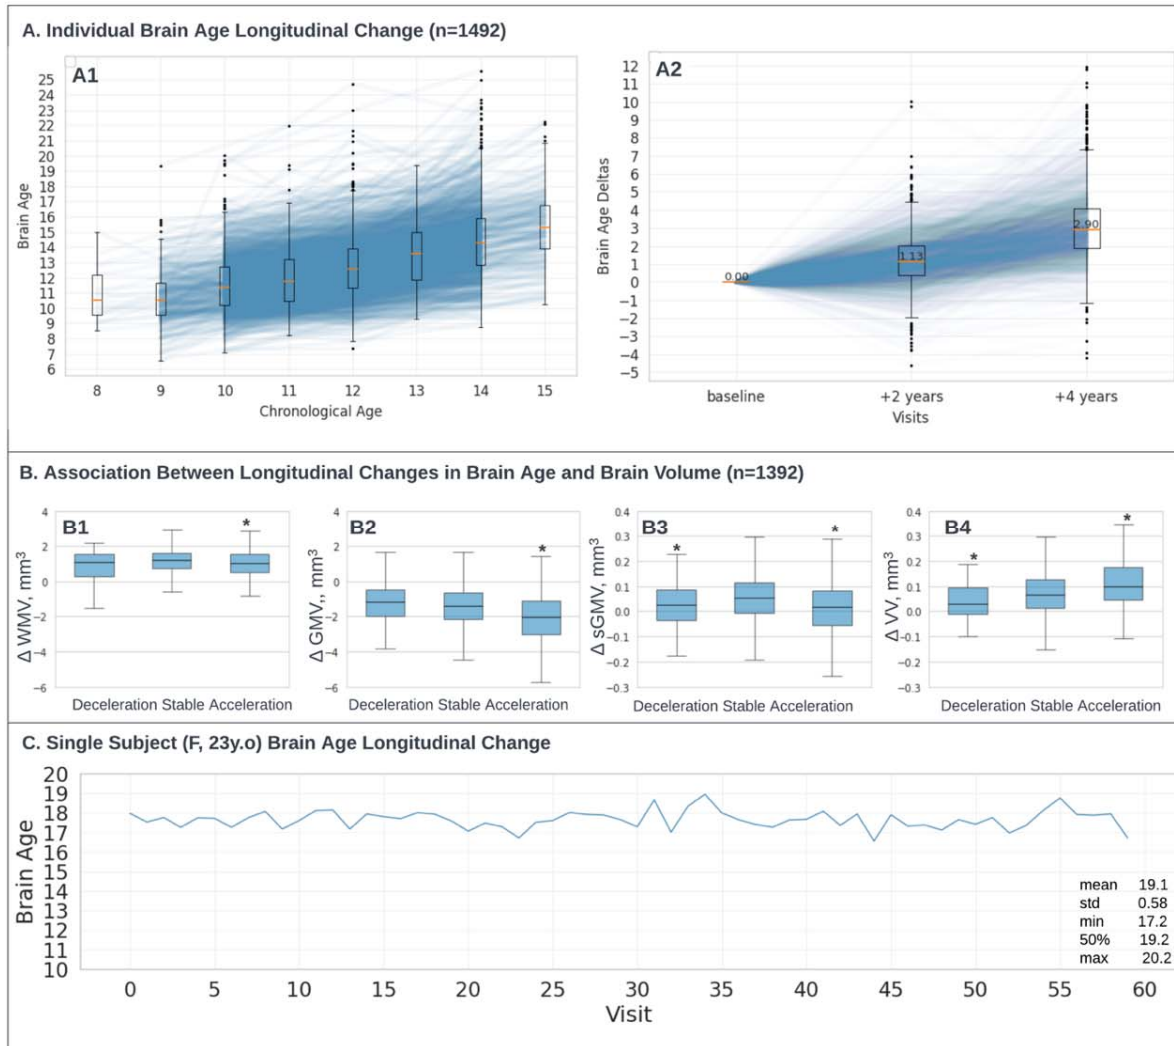 A. Individual Brain Age Longitudinal Change (n=1492)
A1
Brain Age
25
24
23
22
21
20
19
18
17
16
15
14
13
12
11
10
9
8
7
6
8 9 10 11 12 13 14 15
Chronological Age
A2
Brain Age Deltas
12
11
10
9
8
7
6
5
4
3
2
1
0
−1
−2
−3
−4
−5
0.00
1.13
2.90
baseline +2 years +4 years
Visits
B. Association Between Longitudinal Changes in Brain Age and Brain Volume (n=1392)
B1
Δ WMV, mm³
4
2
0
−2
−4
−6
*
Deceleration Stable Acceleration
B2
Δ GMV,, mm³
4
2
0
−2
−4
−6
*
Deceleration Stable Acceleration
B3
Δ sGMV, mm³
0.4
0.3
0.2
0.1
0.0
−0.1
−0.2
−0.3
* *
Deceleration Stable Acceleration
B4
Δ VV, mm³
0.4
0.3
0.2
0.1
0.0
−0.1
−0.2
−0.3
* *
Deceleration Stable Acceleration
C. Single Subject (F, 23y.o) Brain Age Longitudinal Change
Brain Age
20
19
18
17
16
15
14
13
12
11
10
mean 19.1
std 0.58
min 17.2
50% 19.2
max 20.2
0 5 10 15 20 25 30 35 40 45 50 55 60
Visit